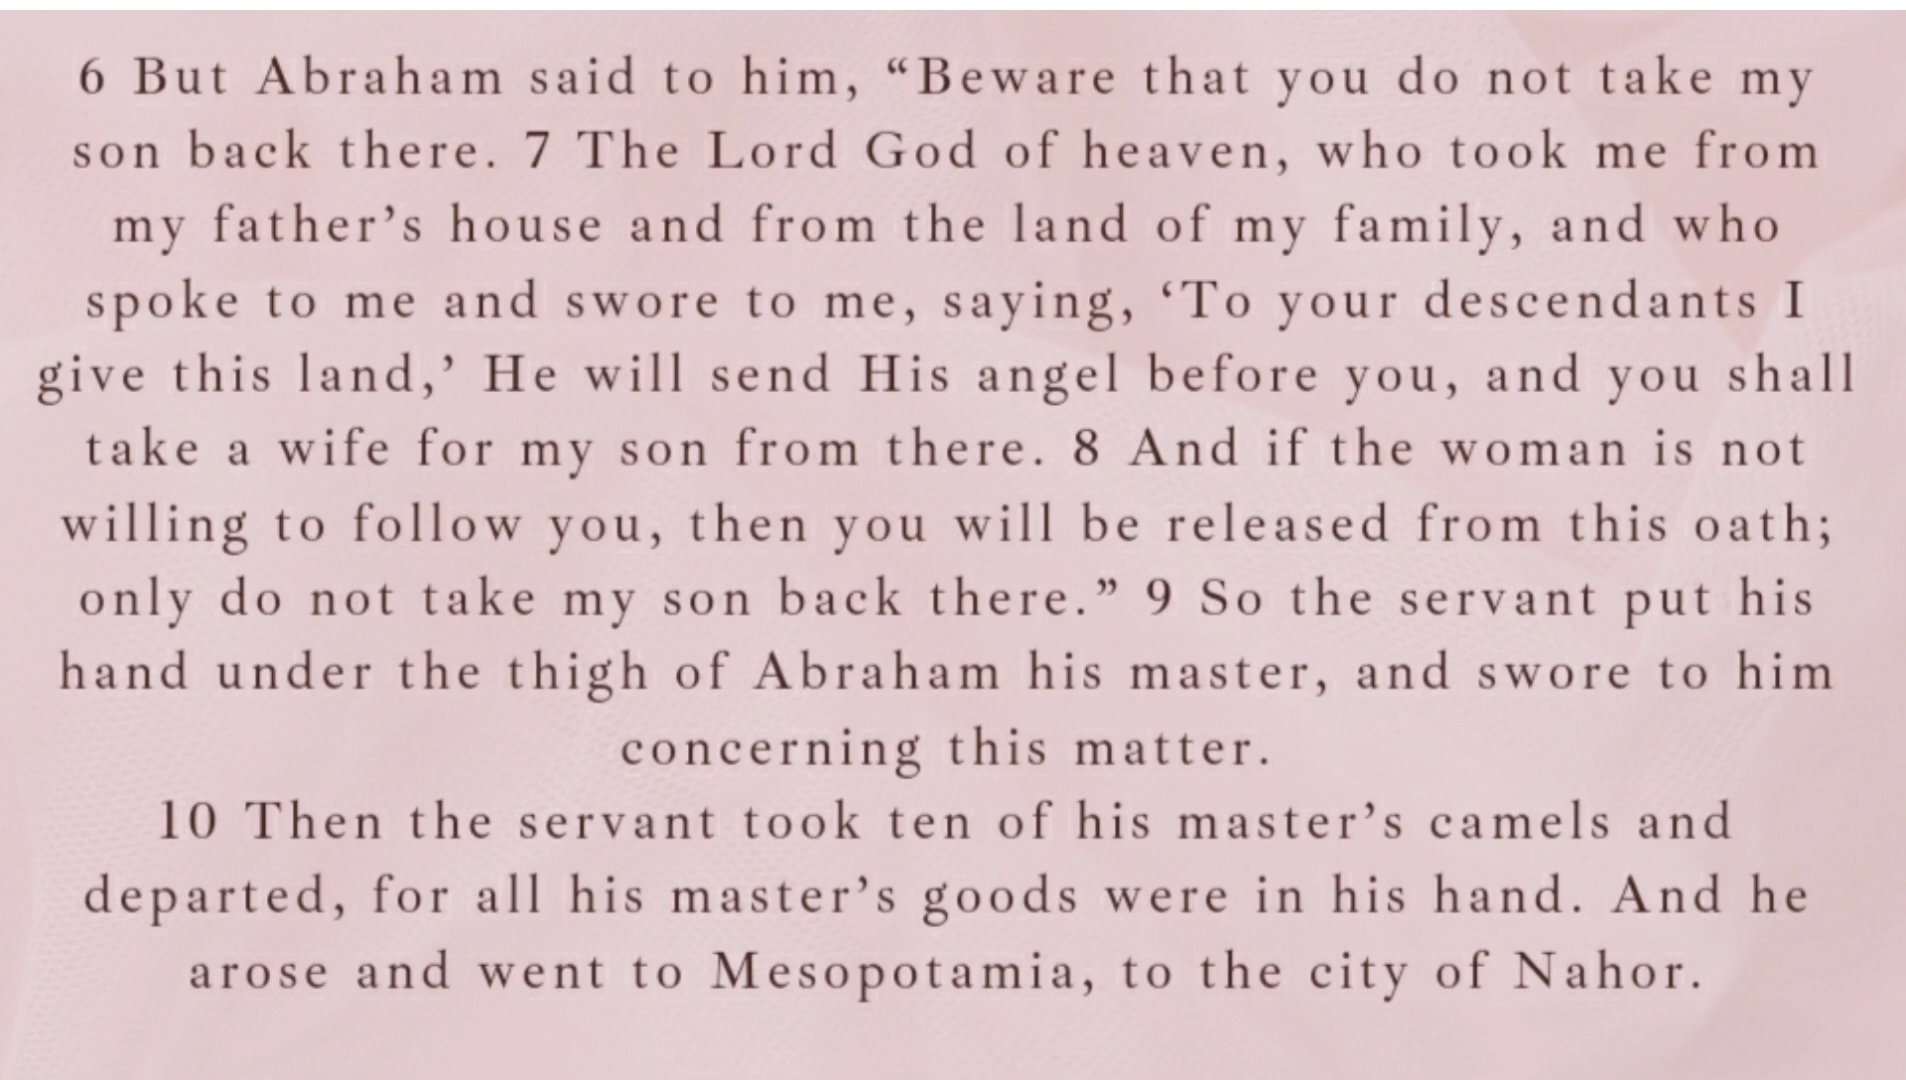 6 But Abraham said to him, “Beware that you do not take my
son back there. 7 The Lord God of heaven, who took me from
my father’s house and from the land of my family, and who
spoke to me and swore to me, saying, ‘To your descendants I
give this land,’ He will send His angel before you, and you shall
take a wife for my son from there. 8 And if the woman is not
willing to follow you, then you will be released from this oath;
only do not take my son back there.” 9 So the servant put his
hand under the thigh of Abraham his master, and swore to him
concerning this matter.
10 Then the servant took ten of his master’s camels and
departed, for all his master’s goods were in his hand. And he
arose and went to Mesopotamia, to the city of Nahor.